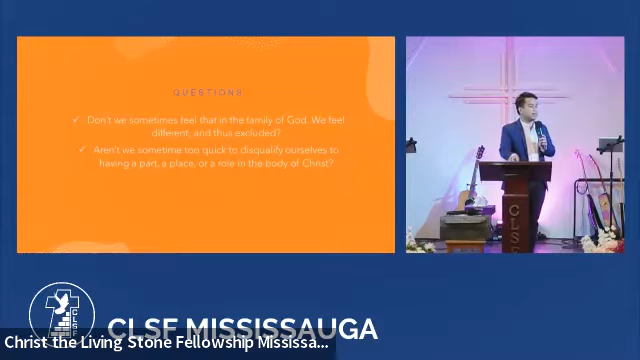 QUESTIONS
✓ Don't we sometimes feel that in the family of God. We feel
different, and thus excluded?
✓ Aren't we sometime too quick to disqualify ourselves to
having a part, a place, or a role in the body of Christ?
CLSF
CLSF
CLSF MISSISSAUGA
Christ the Living Stone Fellowship Mississa...